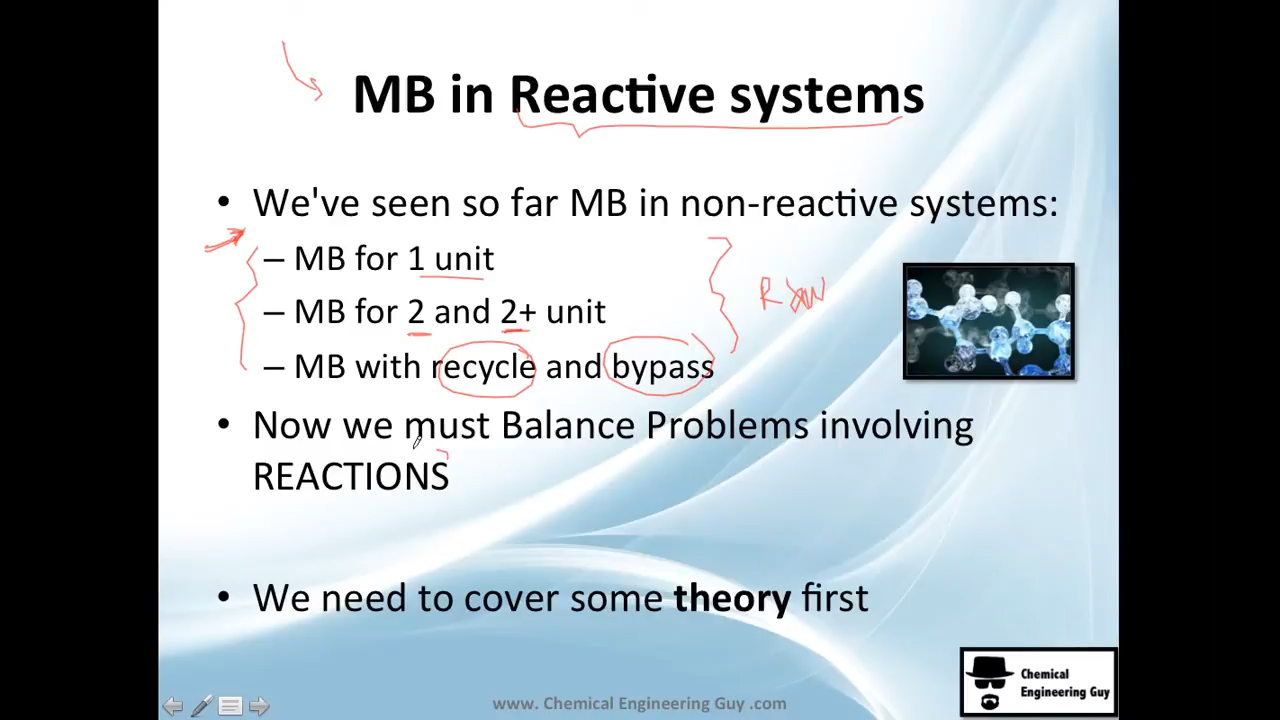 MB in Reactive systems
• We've seen so far MB in non-reactive systems:
– MB for 1 unit
– MB for 2 and 2+ unit
– MB with recycle and bypass
• Now we must Balance Problems involving
REACTIONS
• We need to cover some theory first
Chemical
Engineering Guy
www. Chemical Engineering Guy .com